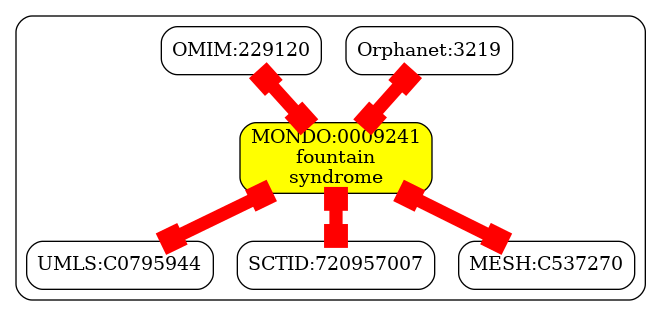 OMIM:229120
Orphanet:3219
MONDO:0009241
fountain
syndrome
UMLS:C0795944
SCTID:720957007
MESH:C537270